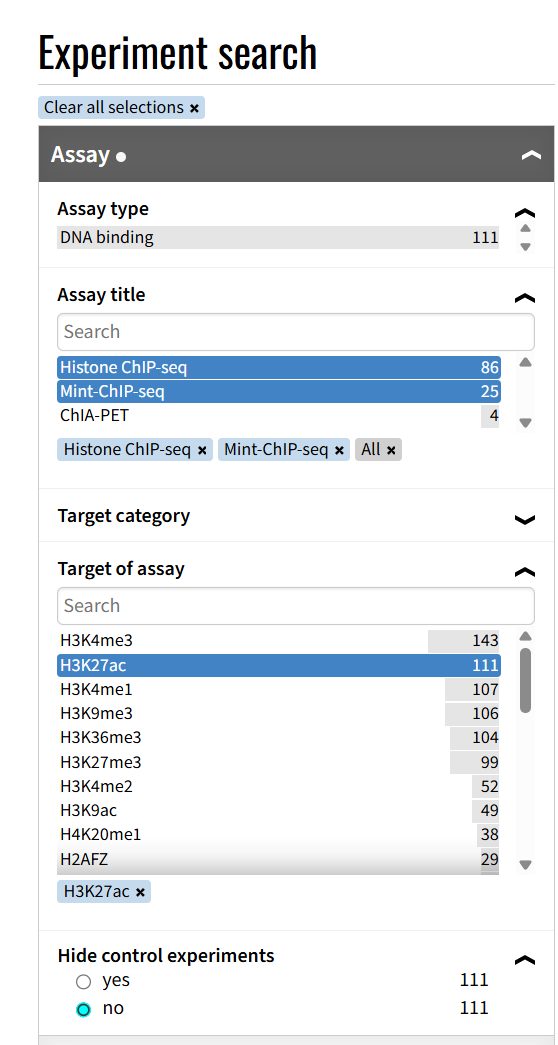 Experiment search
Clear all selections ×
Assay
Assay type
DNA binding 111
Assay title
Search
Histone ChIP-seq 86
Mint-ChIP-seq 25
ChIA-PET 4
Histone ChIP-seq × Mint-ChIP-seq × All ×
Target category
Target of assay
Search
H3K4me3 143
H3K27ac 111
H3K4me1 107
H3K9me3 106
H3K36me3 104
H3K27me3 99
H3K4me2 52
H3K9ac 49
H4K20me1 38
H2AFZ 29
H3K27ac ×
Hide control experiments
yes 111
no 111